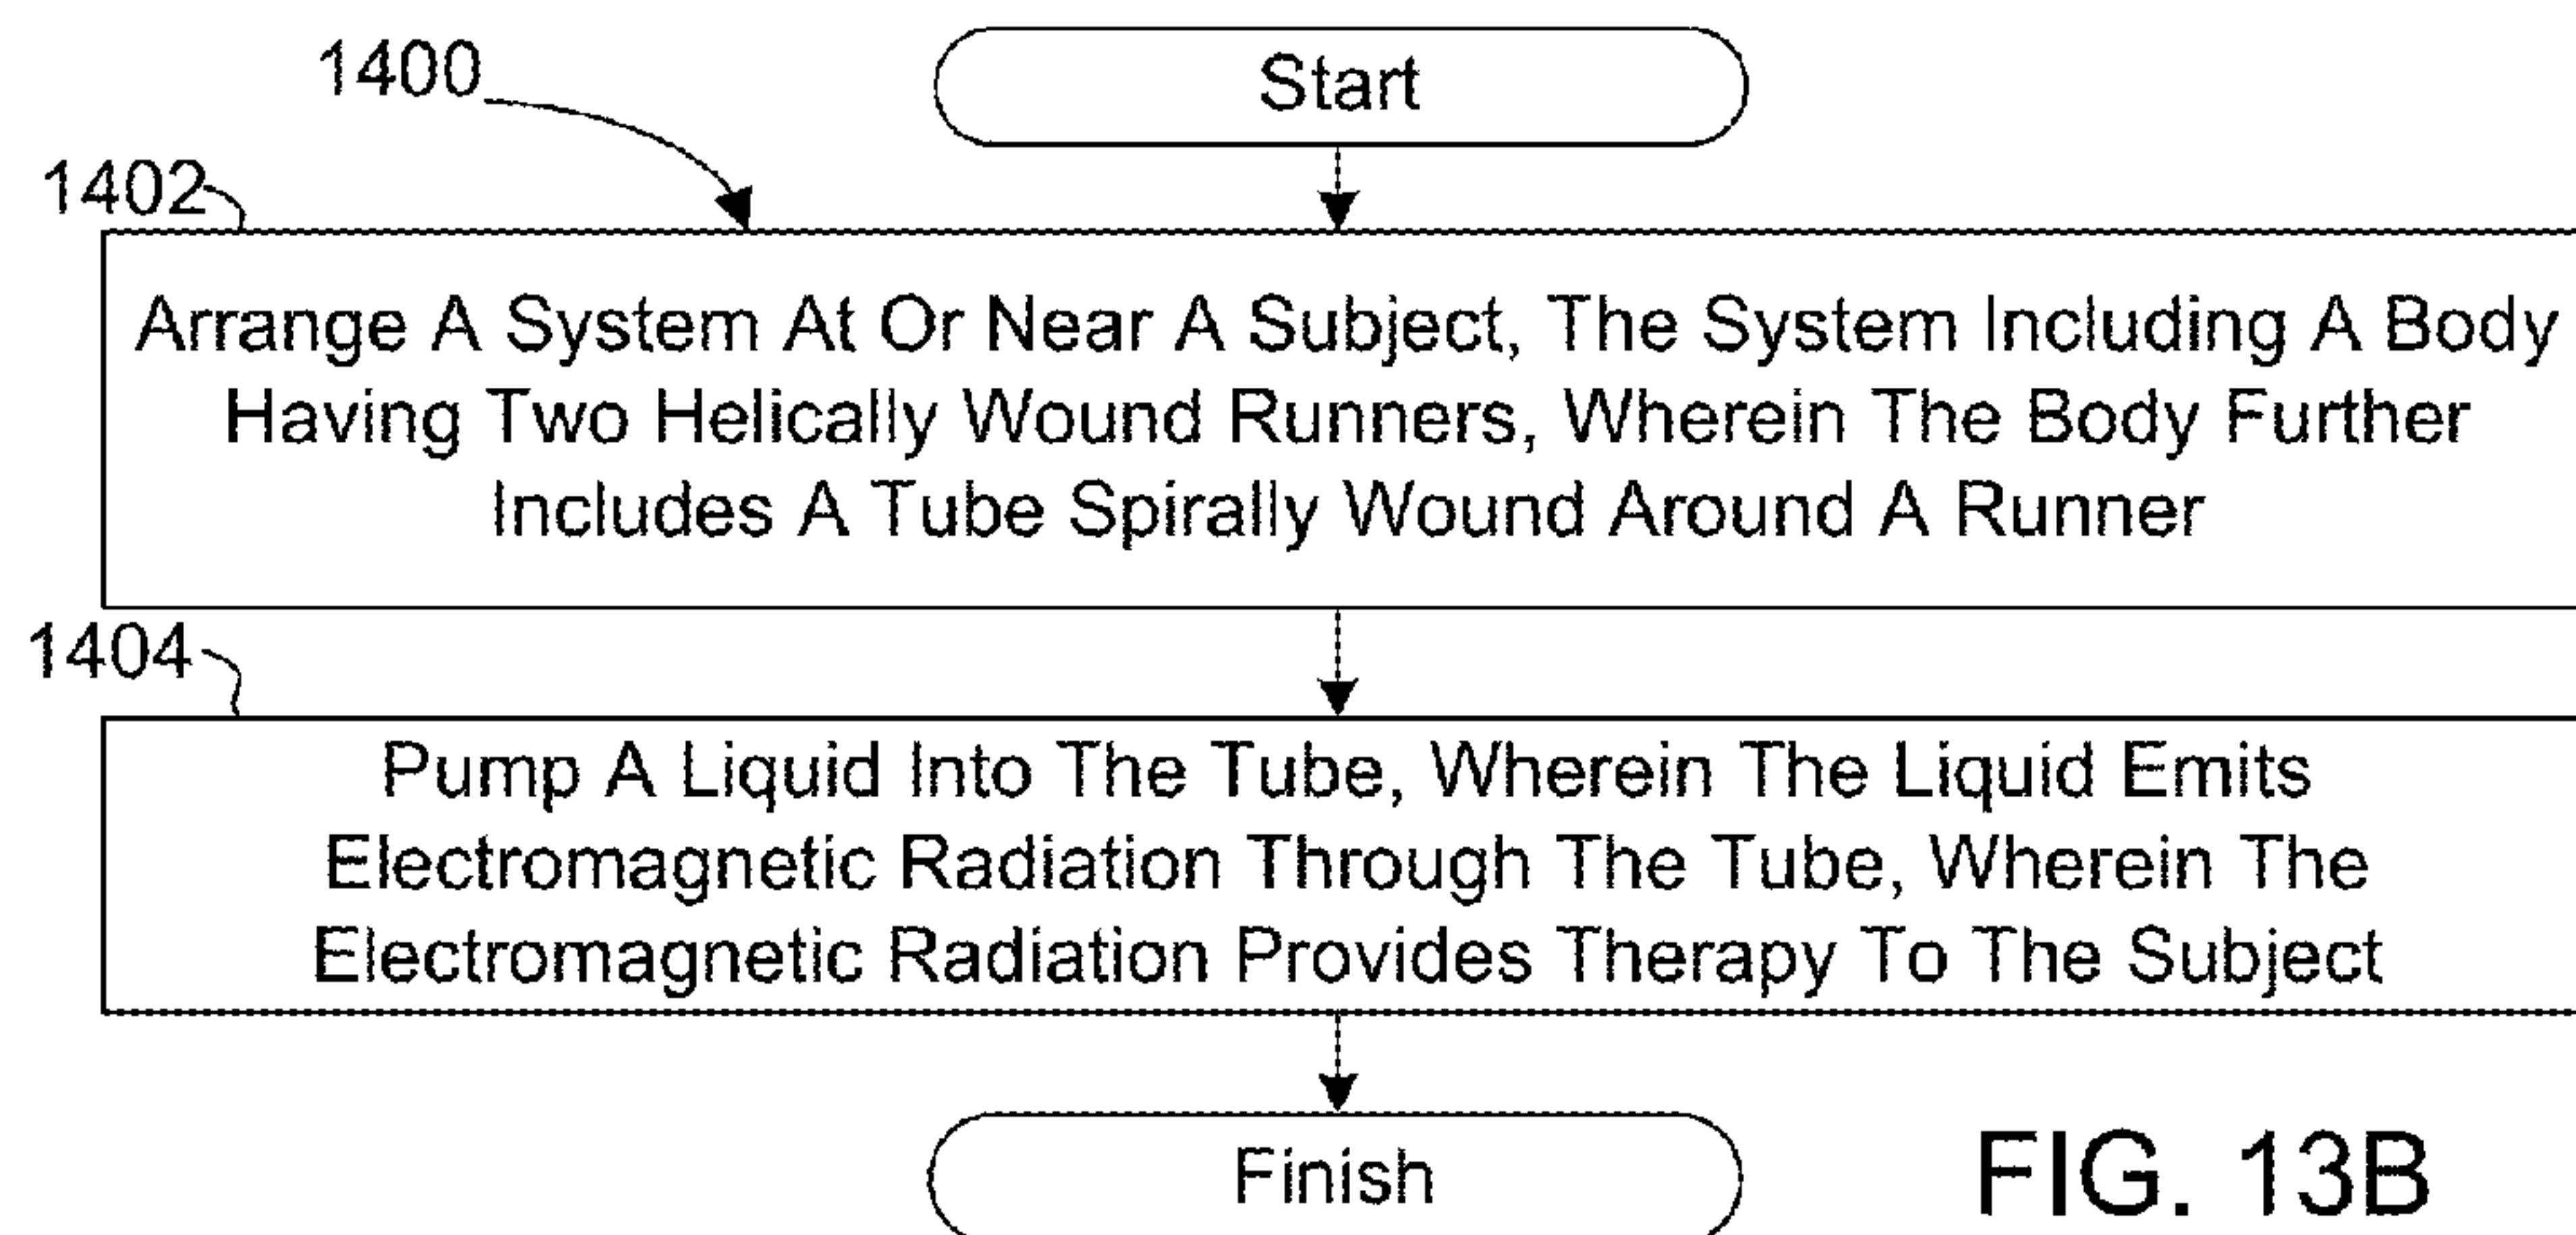 1400
Start
1402
Arrange A System At Or Near A Subject, The System Including A Body
Having Two Helically Wound Runners, Wherein The Body Further
Includes A Tube Spirally Wound Around A Runner
1404
Pump A Liquid Into The Tube, Wherein The Liquid Emits
Electromagnetic Radiation Through The Tube, Wherein The
Electromagnetic Radiation Provides Therapy To The Subject
Finish
FIG. 13B